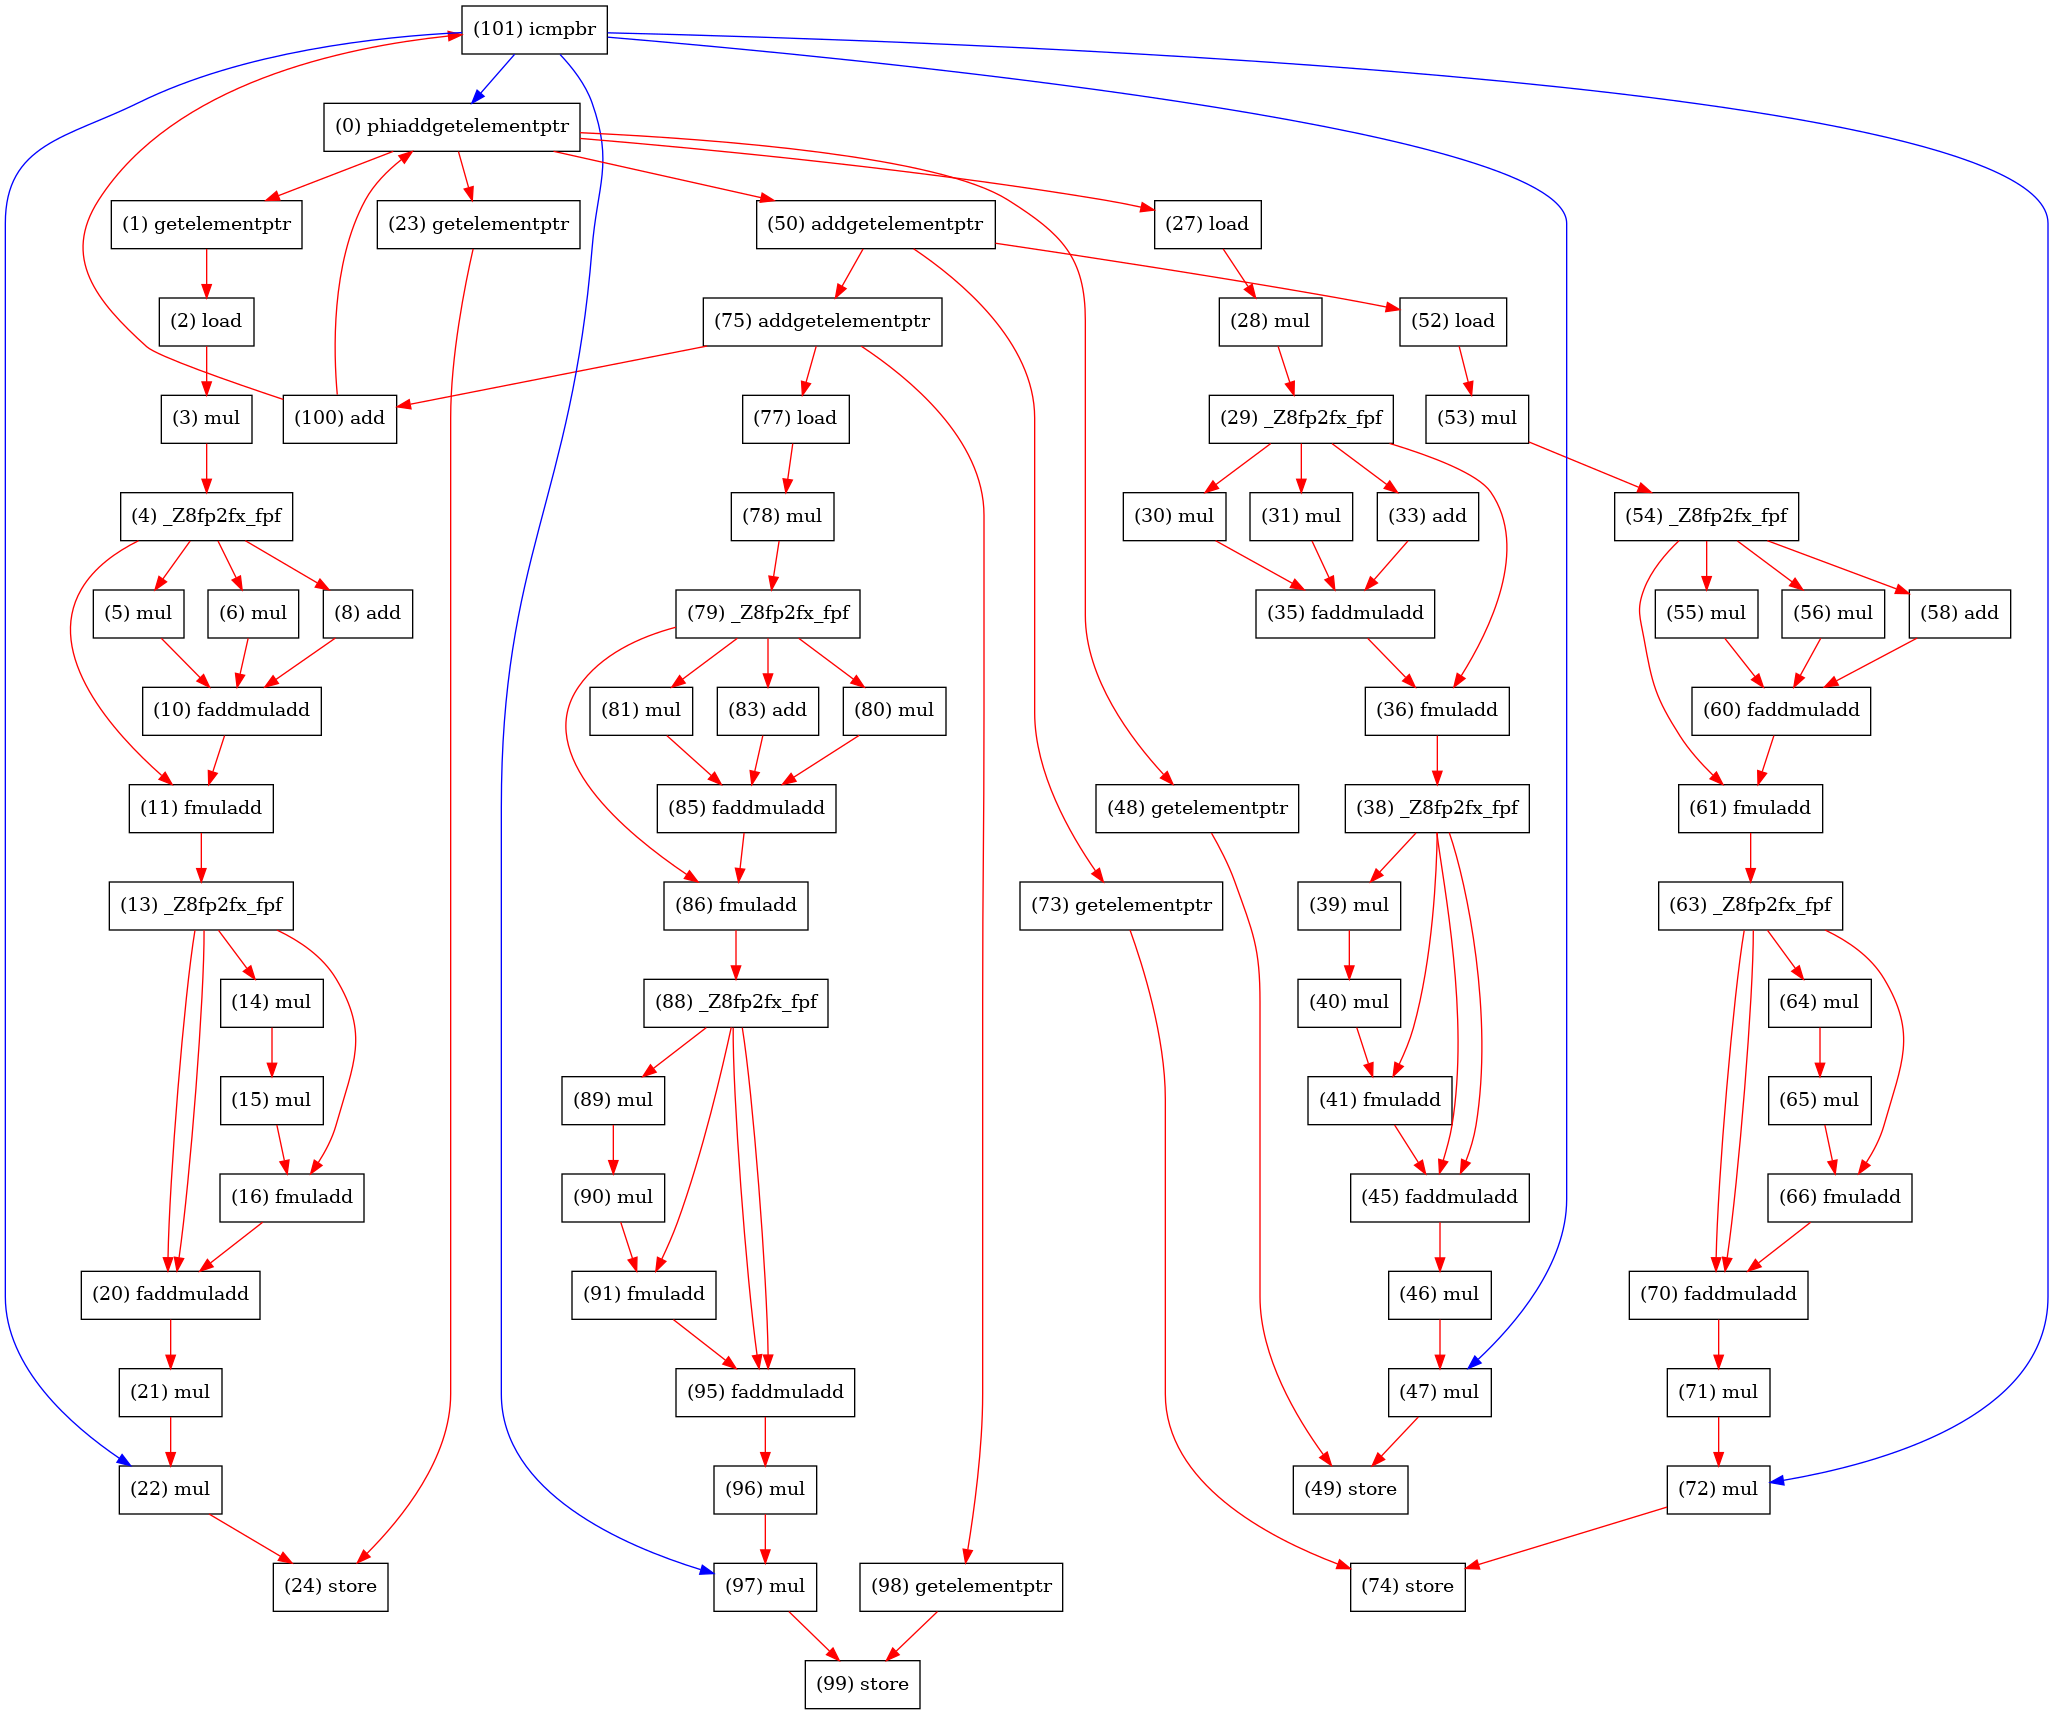 (101) icmpbr
(0) phiaddgetelementptr
(1) getelementptr
(23) getelementptr
(50) addgetelementptr
(27) load
(2) load
(75) addgetelementptr
(28) mul
(52) load
(3) mul
(100) add
(77) load
(29) _Z8fp2fx_fpf
(53) mul
(4) _Z8fp2fx_fpf
(78) mul
(30) mul
(31) mul
(33) add
(54) _Z8fp2fx_fpf
(5) mul
(6) mul
(8) add
(79) _Z8fp2fx_fpf
(35) faddmuladd
(55) mul
(56) mul
(58) add
(10) faddmuladd
(81) mul
(83) add
(80) mul
(36) fmuladd
(60) faddmuladd
(11) fmuladd
(85) faddmuladd
(48) getelementptr
(38) _Z8fp2fx_fpf
(61) fmuladd
(13) _Z8fp2fx_fpf
(86) fmuladd
(73) getelementptr
(39) mul
(63) _Z8fp2fx_fpf
(14) mul
(88) _Z8fp2fx_fpf
(40) mul
(64) mul
(15) mul
(89) mul
(41) fmuladd
(65) mul
(16) fmuladd
(90) mul
(45) faddmuladd
(66) fmuladd
(20) faddmuladd
(91) fmuladd
(46) mul
(70) faddmuladd
(21) mul
(95) faddmuladd
(47) mul
(71) mul
(22) mul
(96) mul
(49) store
(72) mul
(24) store
(97) mul
(98) getelementptr
(74) store
(99) store